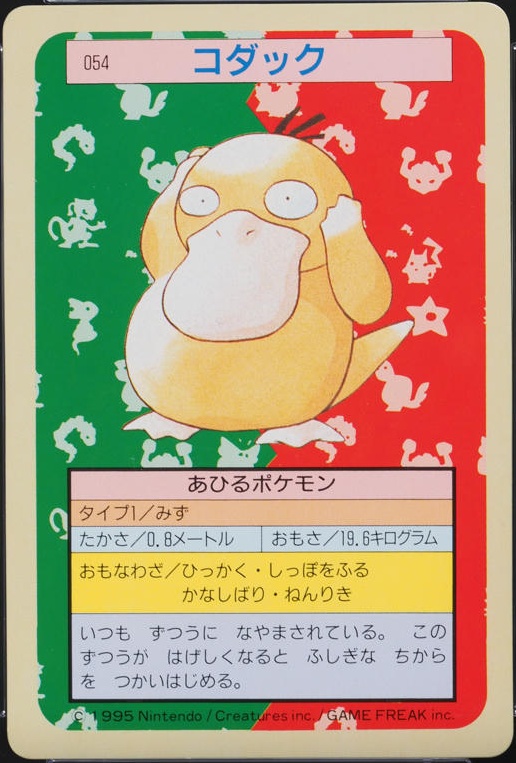 054
コダック
あひるポケモン
タイプ1/みず
たかさ/0.8メートル おもさ/19.6キログラム
おもなわざ/ひっかく・しっぽをふる
かなしばり・ねんりき
いつも ずつうに なやまされている。 この
ずつうが はげしくなると ふしぎな ちから
を つかいはじめる。
© 1995 Nintendo / Creatures inc. / GAME FREAK inc.